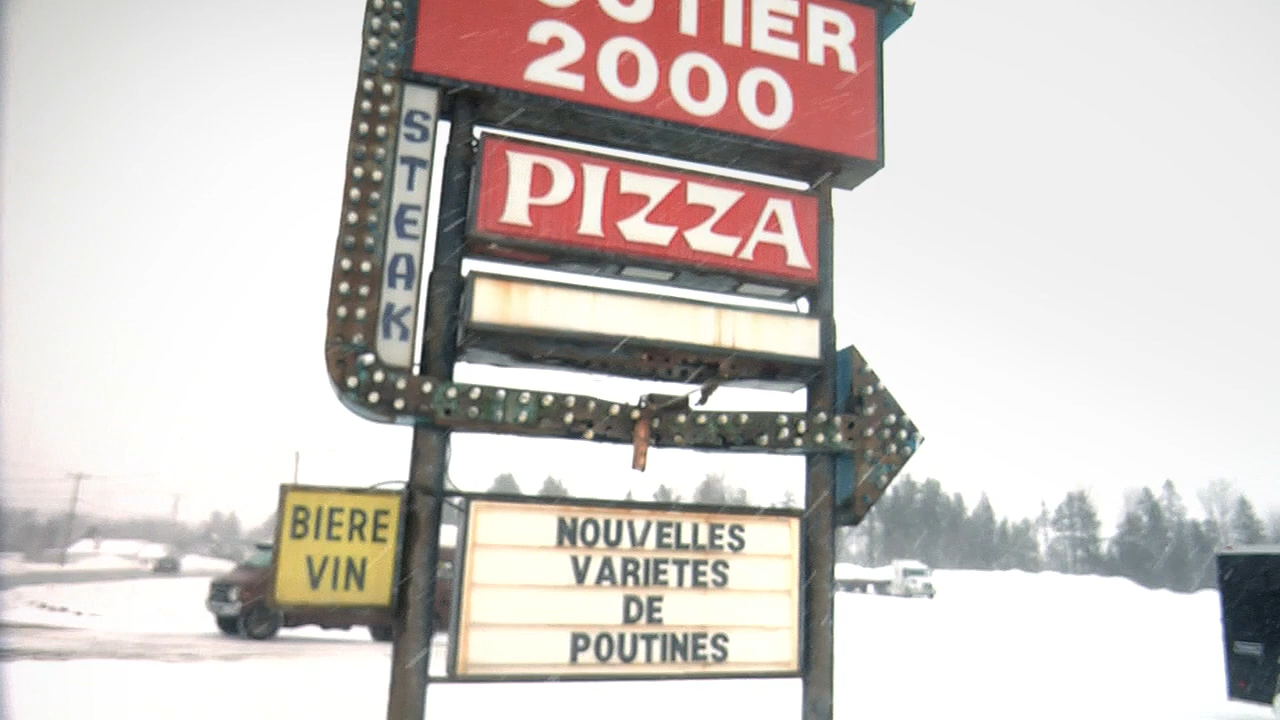 2000
STEAK
PIZZA
BIERE
VIN
NOUVELLES
VARIETES
DE
POUTINES